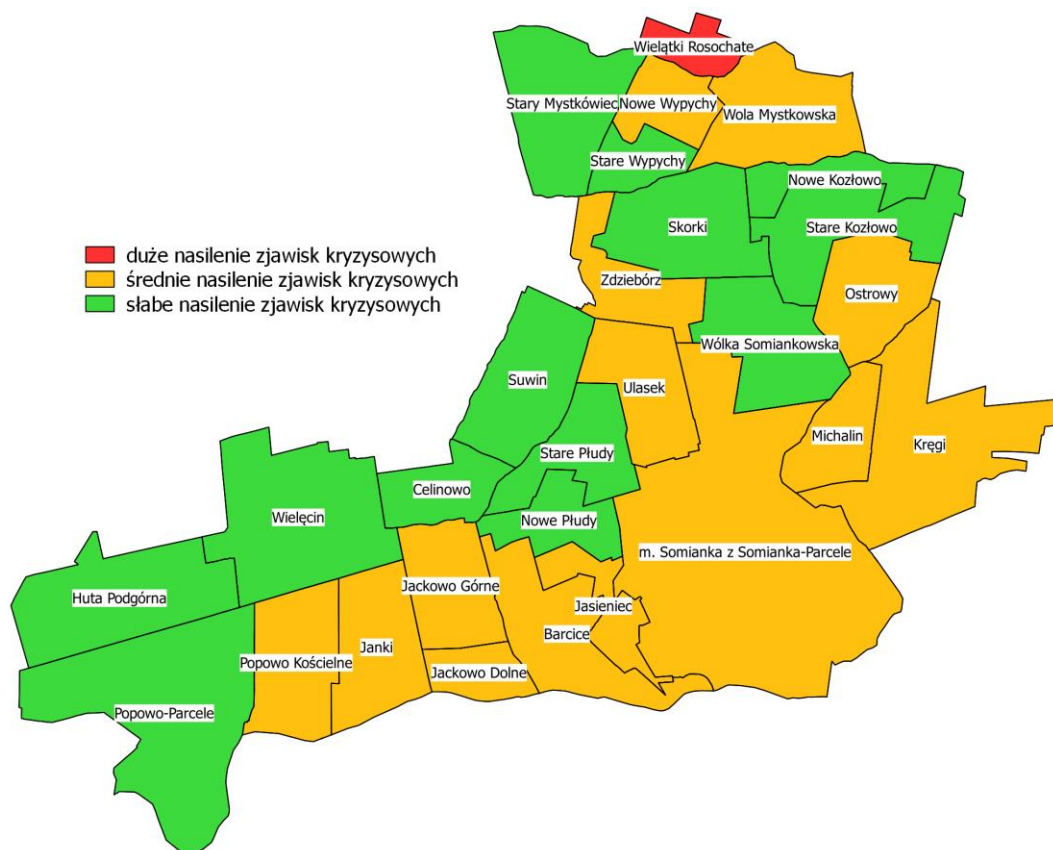 Wielątki Rosochate
Stary Mystkówiec
Nowe Wypychy
Wola Mystkowska
Stare Wypychy
Nowe Kozłowo
Skorki
Stare Kozłowo
duże nasilenie zjawisk kryzysowych
średnie nasilenie zjawisk kryzysowych
słabe nasilenie zjawisk kryzysowych
Zdziebórz
Ostrowy
Wólka Somiankowska
Suwin
Ulasek
Michalin
Kręgi
Stare Płudy
Celinowo
Wielęcin
Nowe Płudy
m. Somianka z Somianka-Parcele
Huta Podgórna
Jackowo Górne
Jasieniec
Barcice
Janki
Popowo Kościelne
Jackowo Dolne
Popowo-Parcele